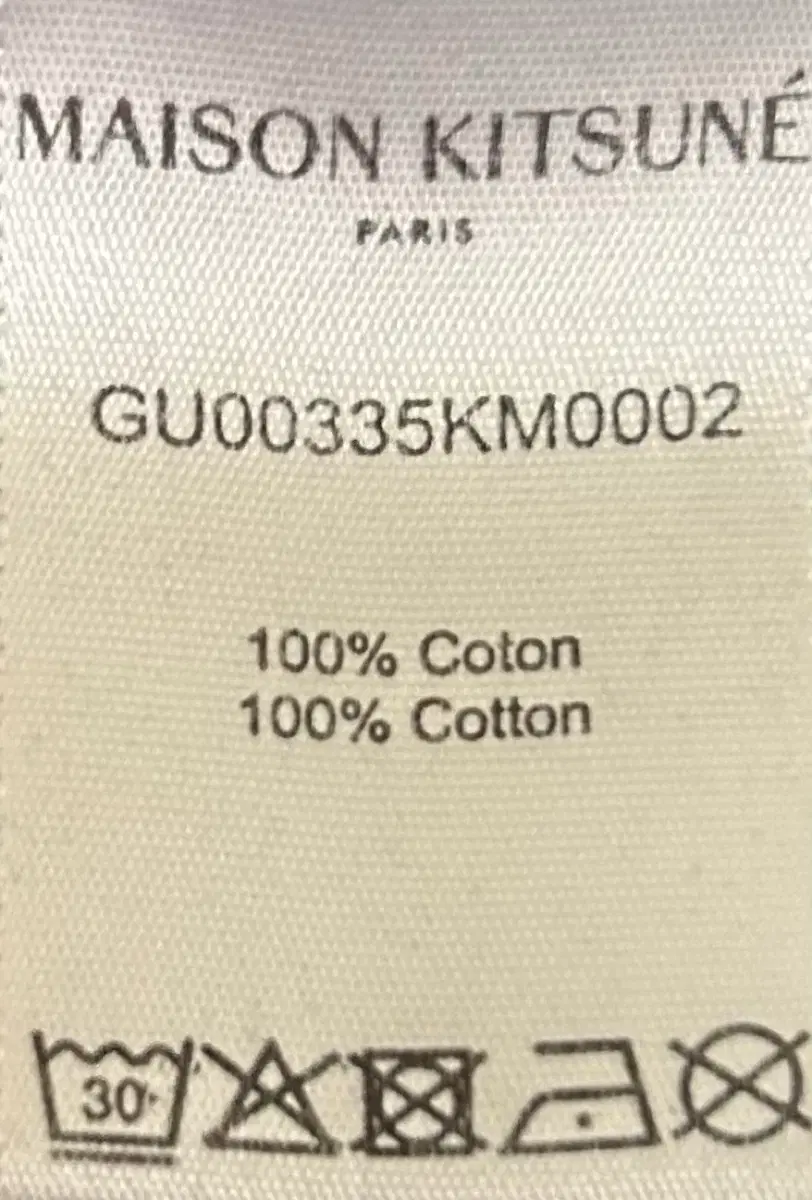 MAISON KITSUNÉ
PARIS
GU00335KM0002
100% Coton
100% Cotton
30°